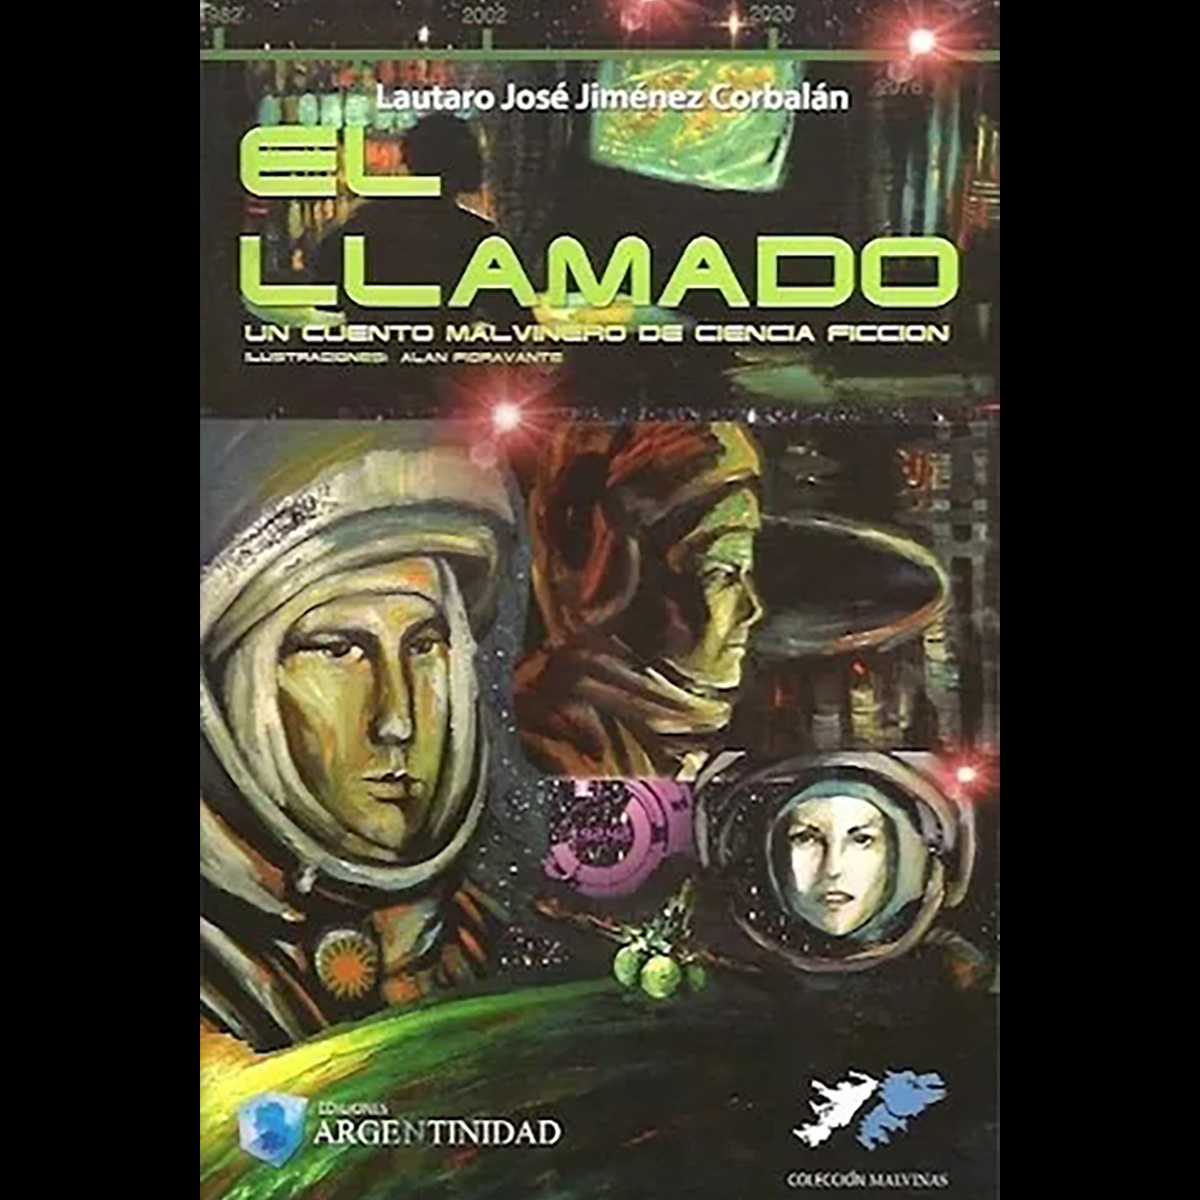 1982 2002 2020
2076
Lautaro José Jiménez Corbalán
EL
LLAMADO
UN CUENTO MALVINERO DE CIENCIA FICCION
ILUSTRACIONES: ALAN FIORAVANTE
EDICIONES
ARGENTINIDAD
COLECCIÓN MALVINAS